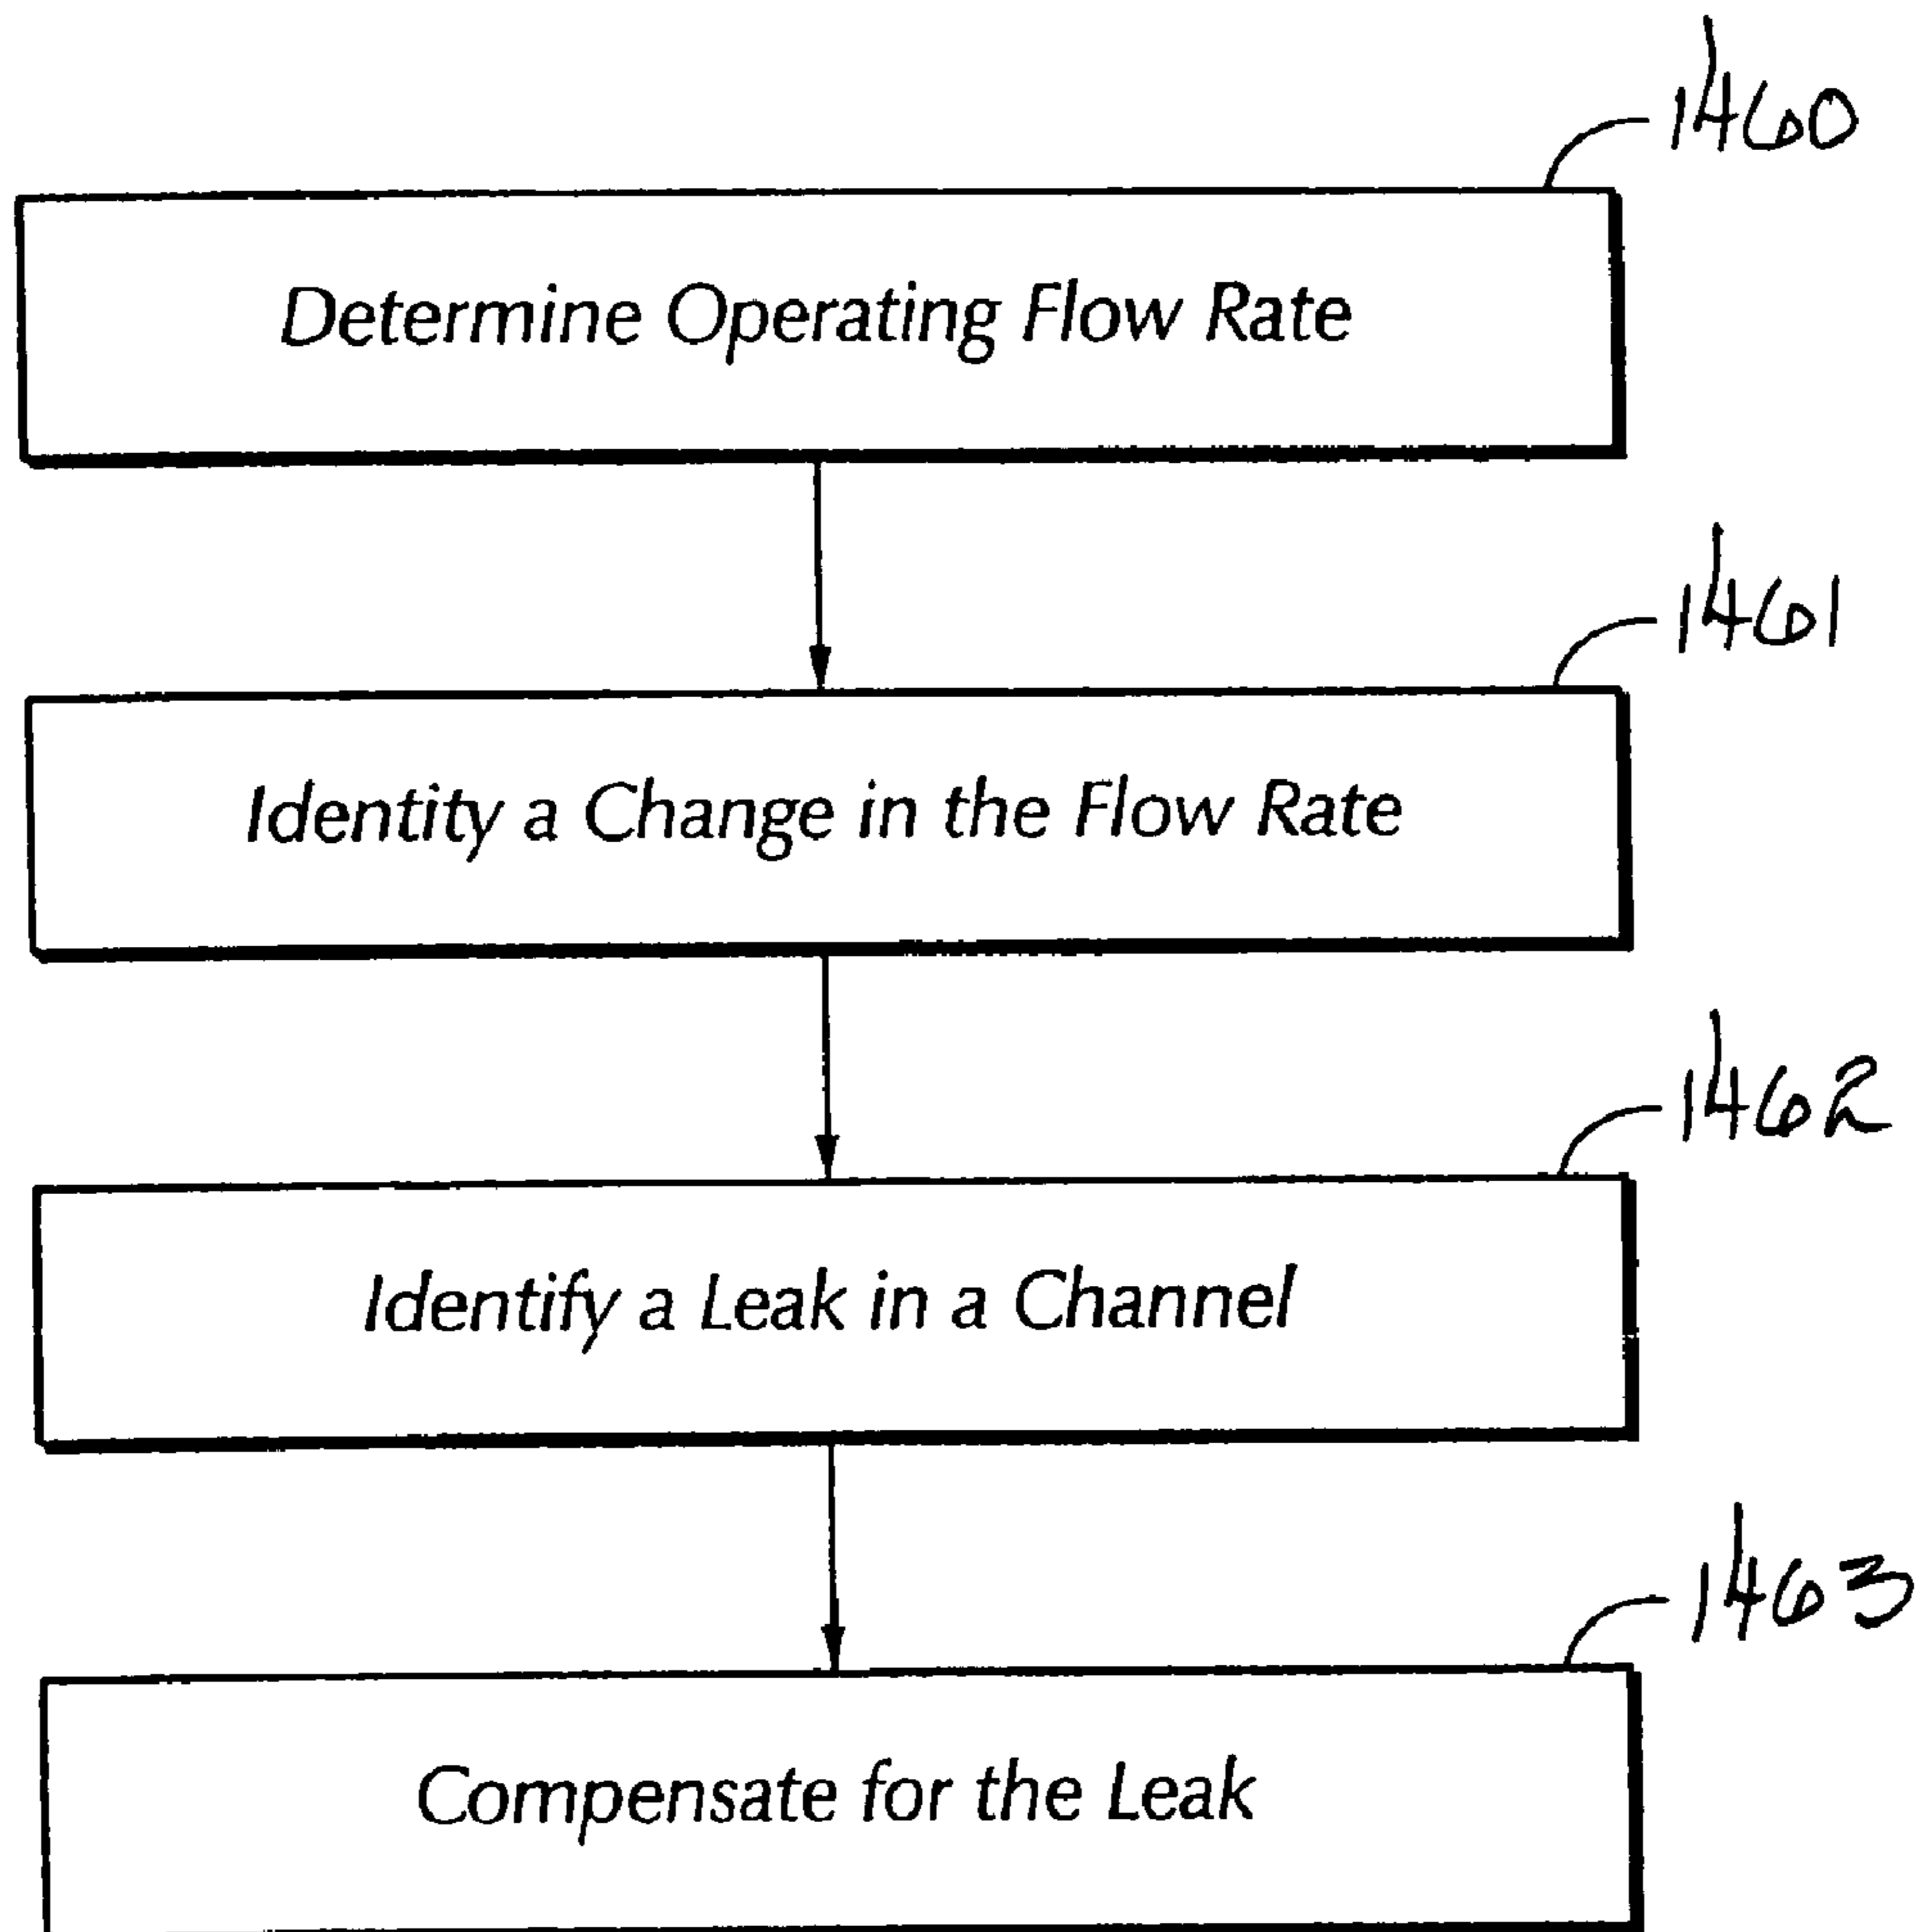 1460
Determine Operating Flow Rate
1461
Identity a Change in the Flow Rate
1462
Identify a Leak in a Channel
1463
Compensate for the Leak